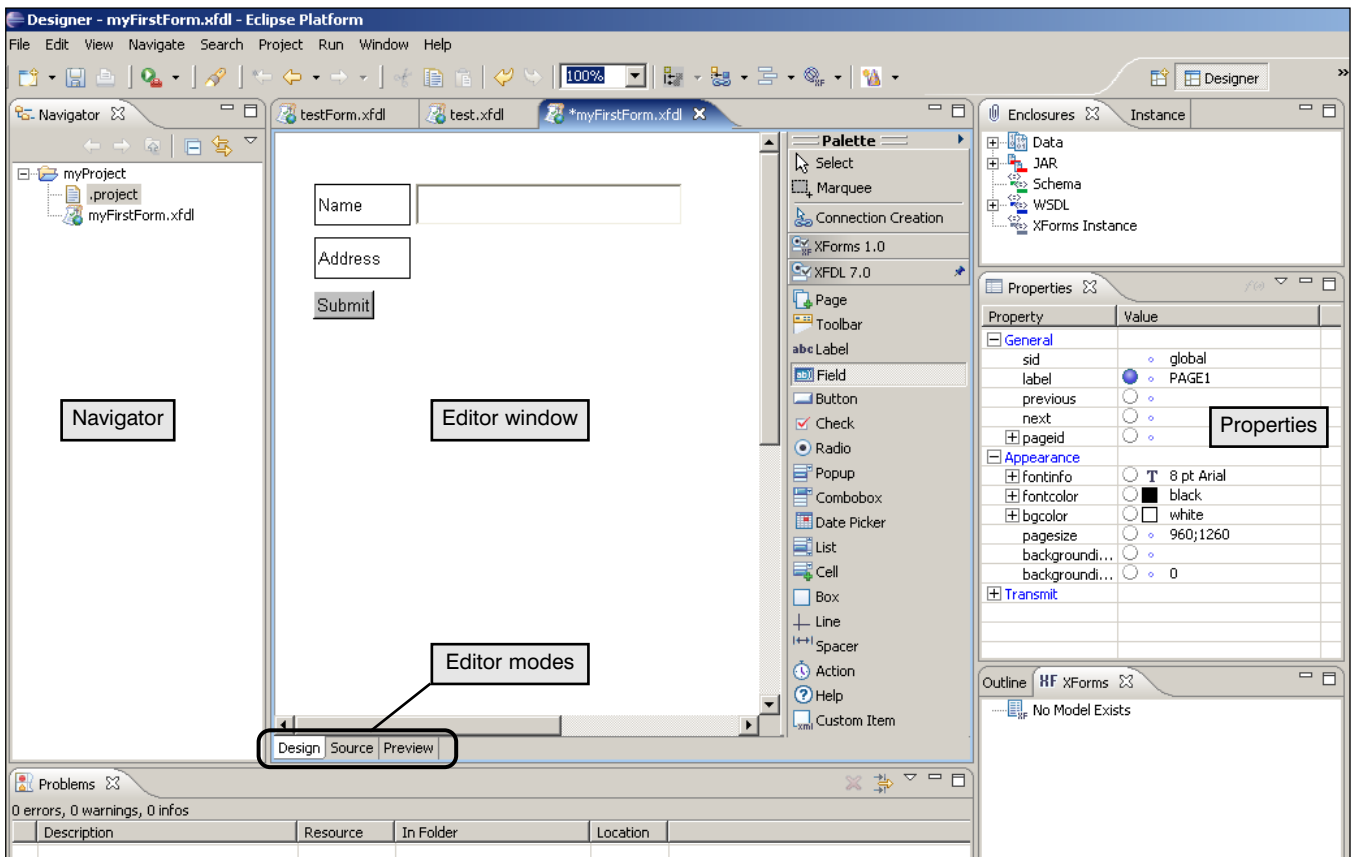 Designer - myFirstForm.xfdl - Eclipse Platform
File Edit View Navigate Search Project Run Window Help
100%
Designer
»
Navigator
myProject
.project
myFirstForm.xfdl
Navigator
testForm.xfdl
test.xfdl
*myFirstForm.xfdl
Name
Address
Submit
Editor window
Editor modes
Design Source Preview
Palette
Select
Marquee
Connection Creation
XForms 1.0
XFDL 7.0
Page
Toolbar
abc Label
Field
Button
Check
Radio
Popup
Combobox
Date Picker
List
Cell
Box
Line
Spacer
Action
Help
Custom Item
Enclosures Instance
Data
JAR
Schema
WSDL
XForms Instance
Properties
Property Value
General
sid global
label PAGE1
previous
next
pageid
Properties
Appearance
fontinfo T 8 pt Arial
fontcolor black
bgcolor white
pagesize 960;1260
backgroundi...
backgroundi... 0
Transmit
Outline XF XForms
No Model Exists
Problems
0 errors, 0 warnings, 0 infos
Description Resource In Folder Location